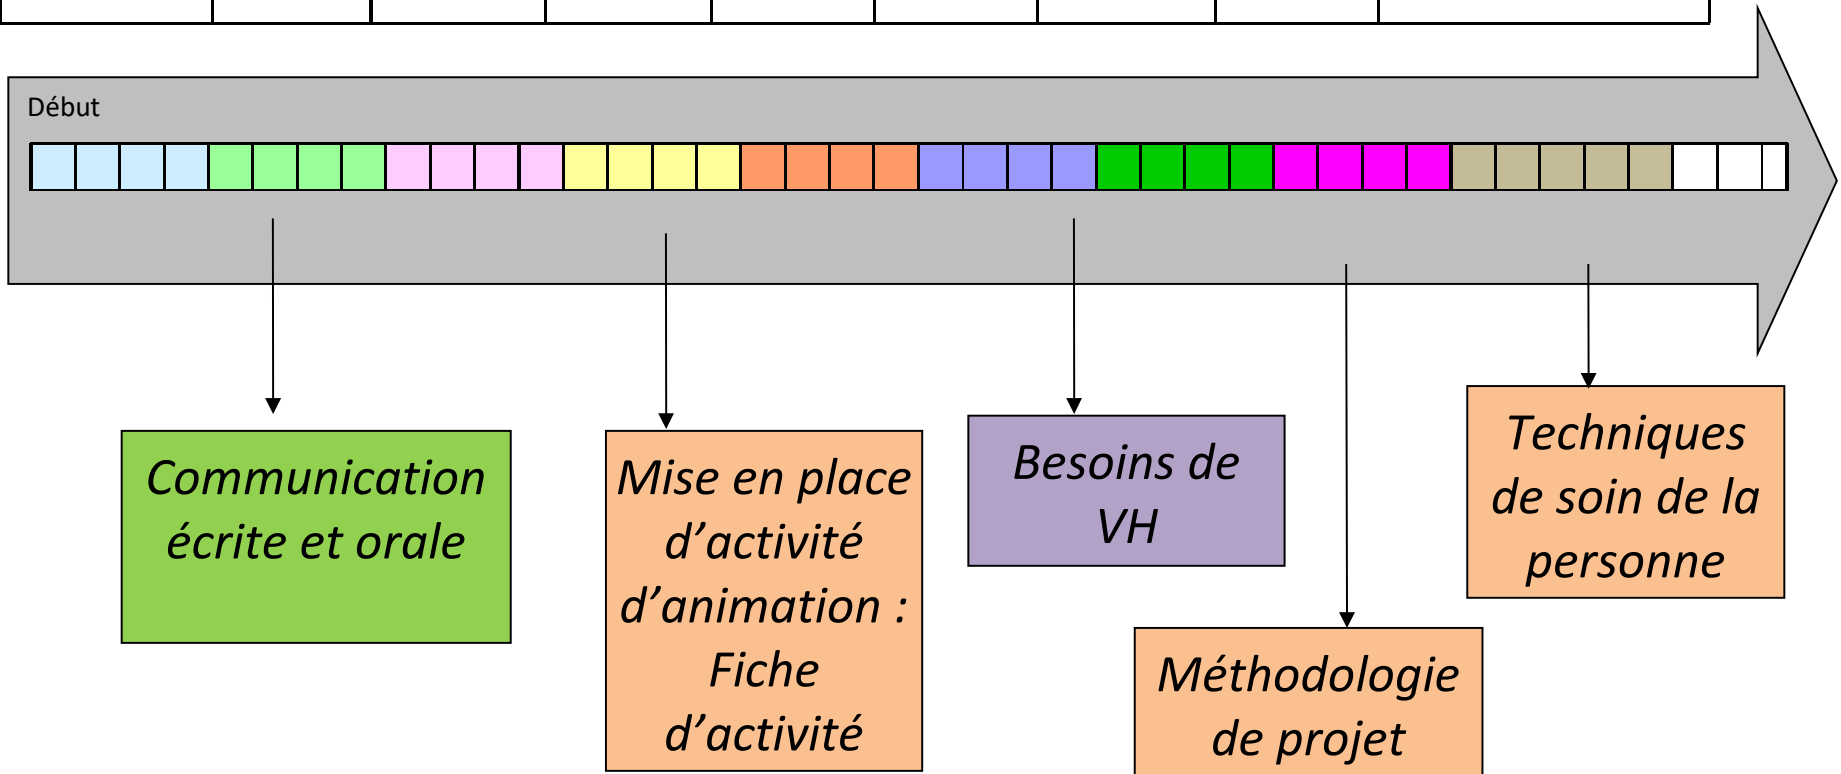 Début
Communication
écrite et orale
Mise en place
d’activité
d’animation :
Fiche
d’activité
Besoins de
VH
Méthodologie
de projet
Techniques
de soin de la
personne